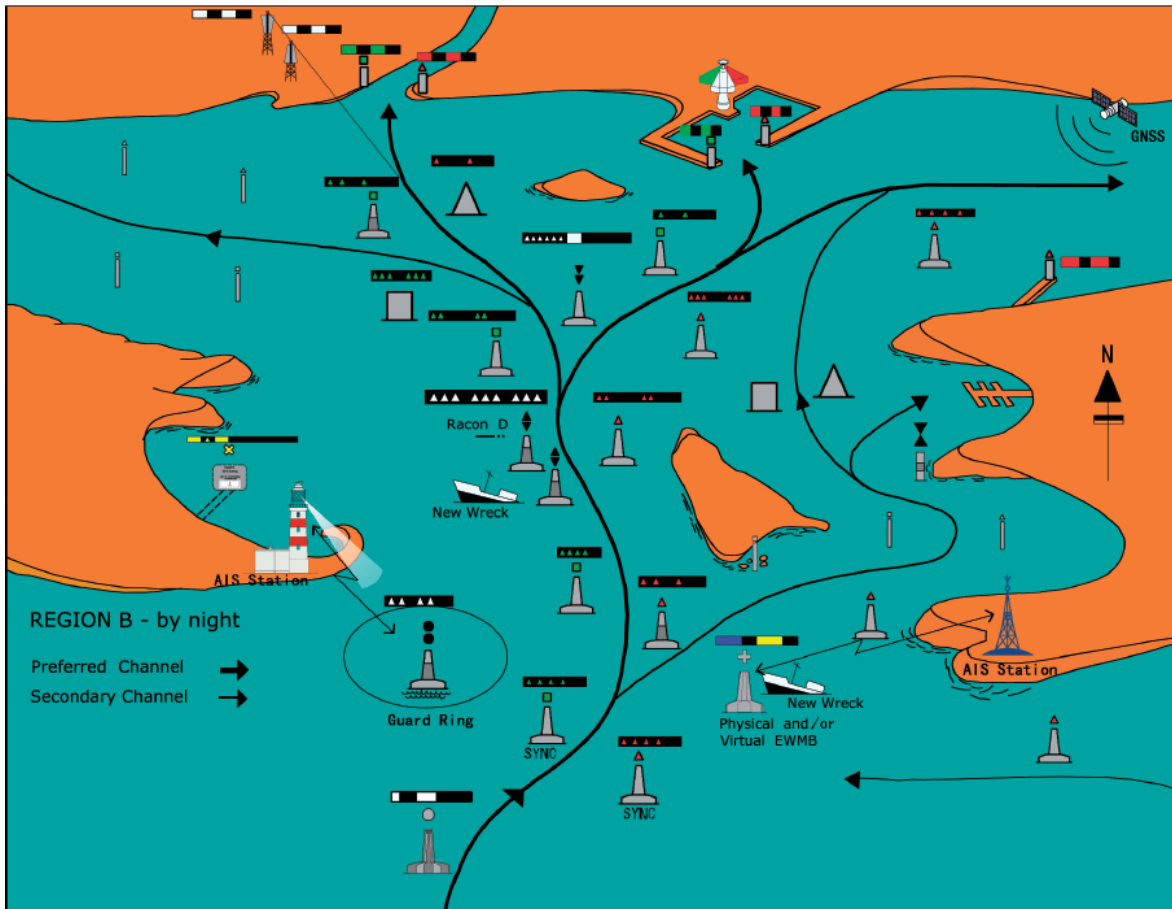 GNSS
N
Racon D
New Wreck
AIS Station
REGION B - by night
Preferred Channel
Secondary Channel
Guard Ring
SYNC
SYNC
New Wreck
Physical and/or
Virtual EWMB
AIS Station